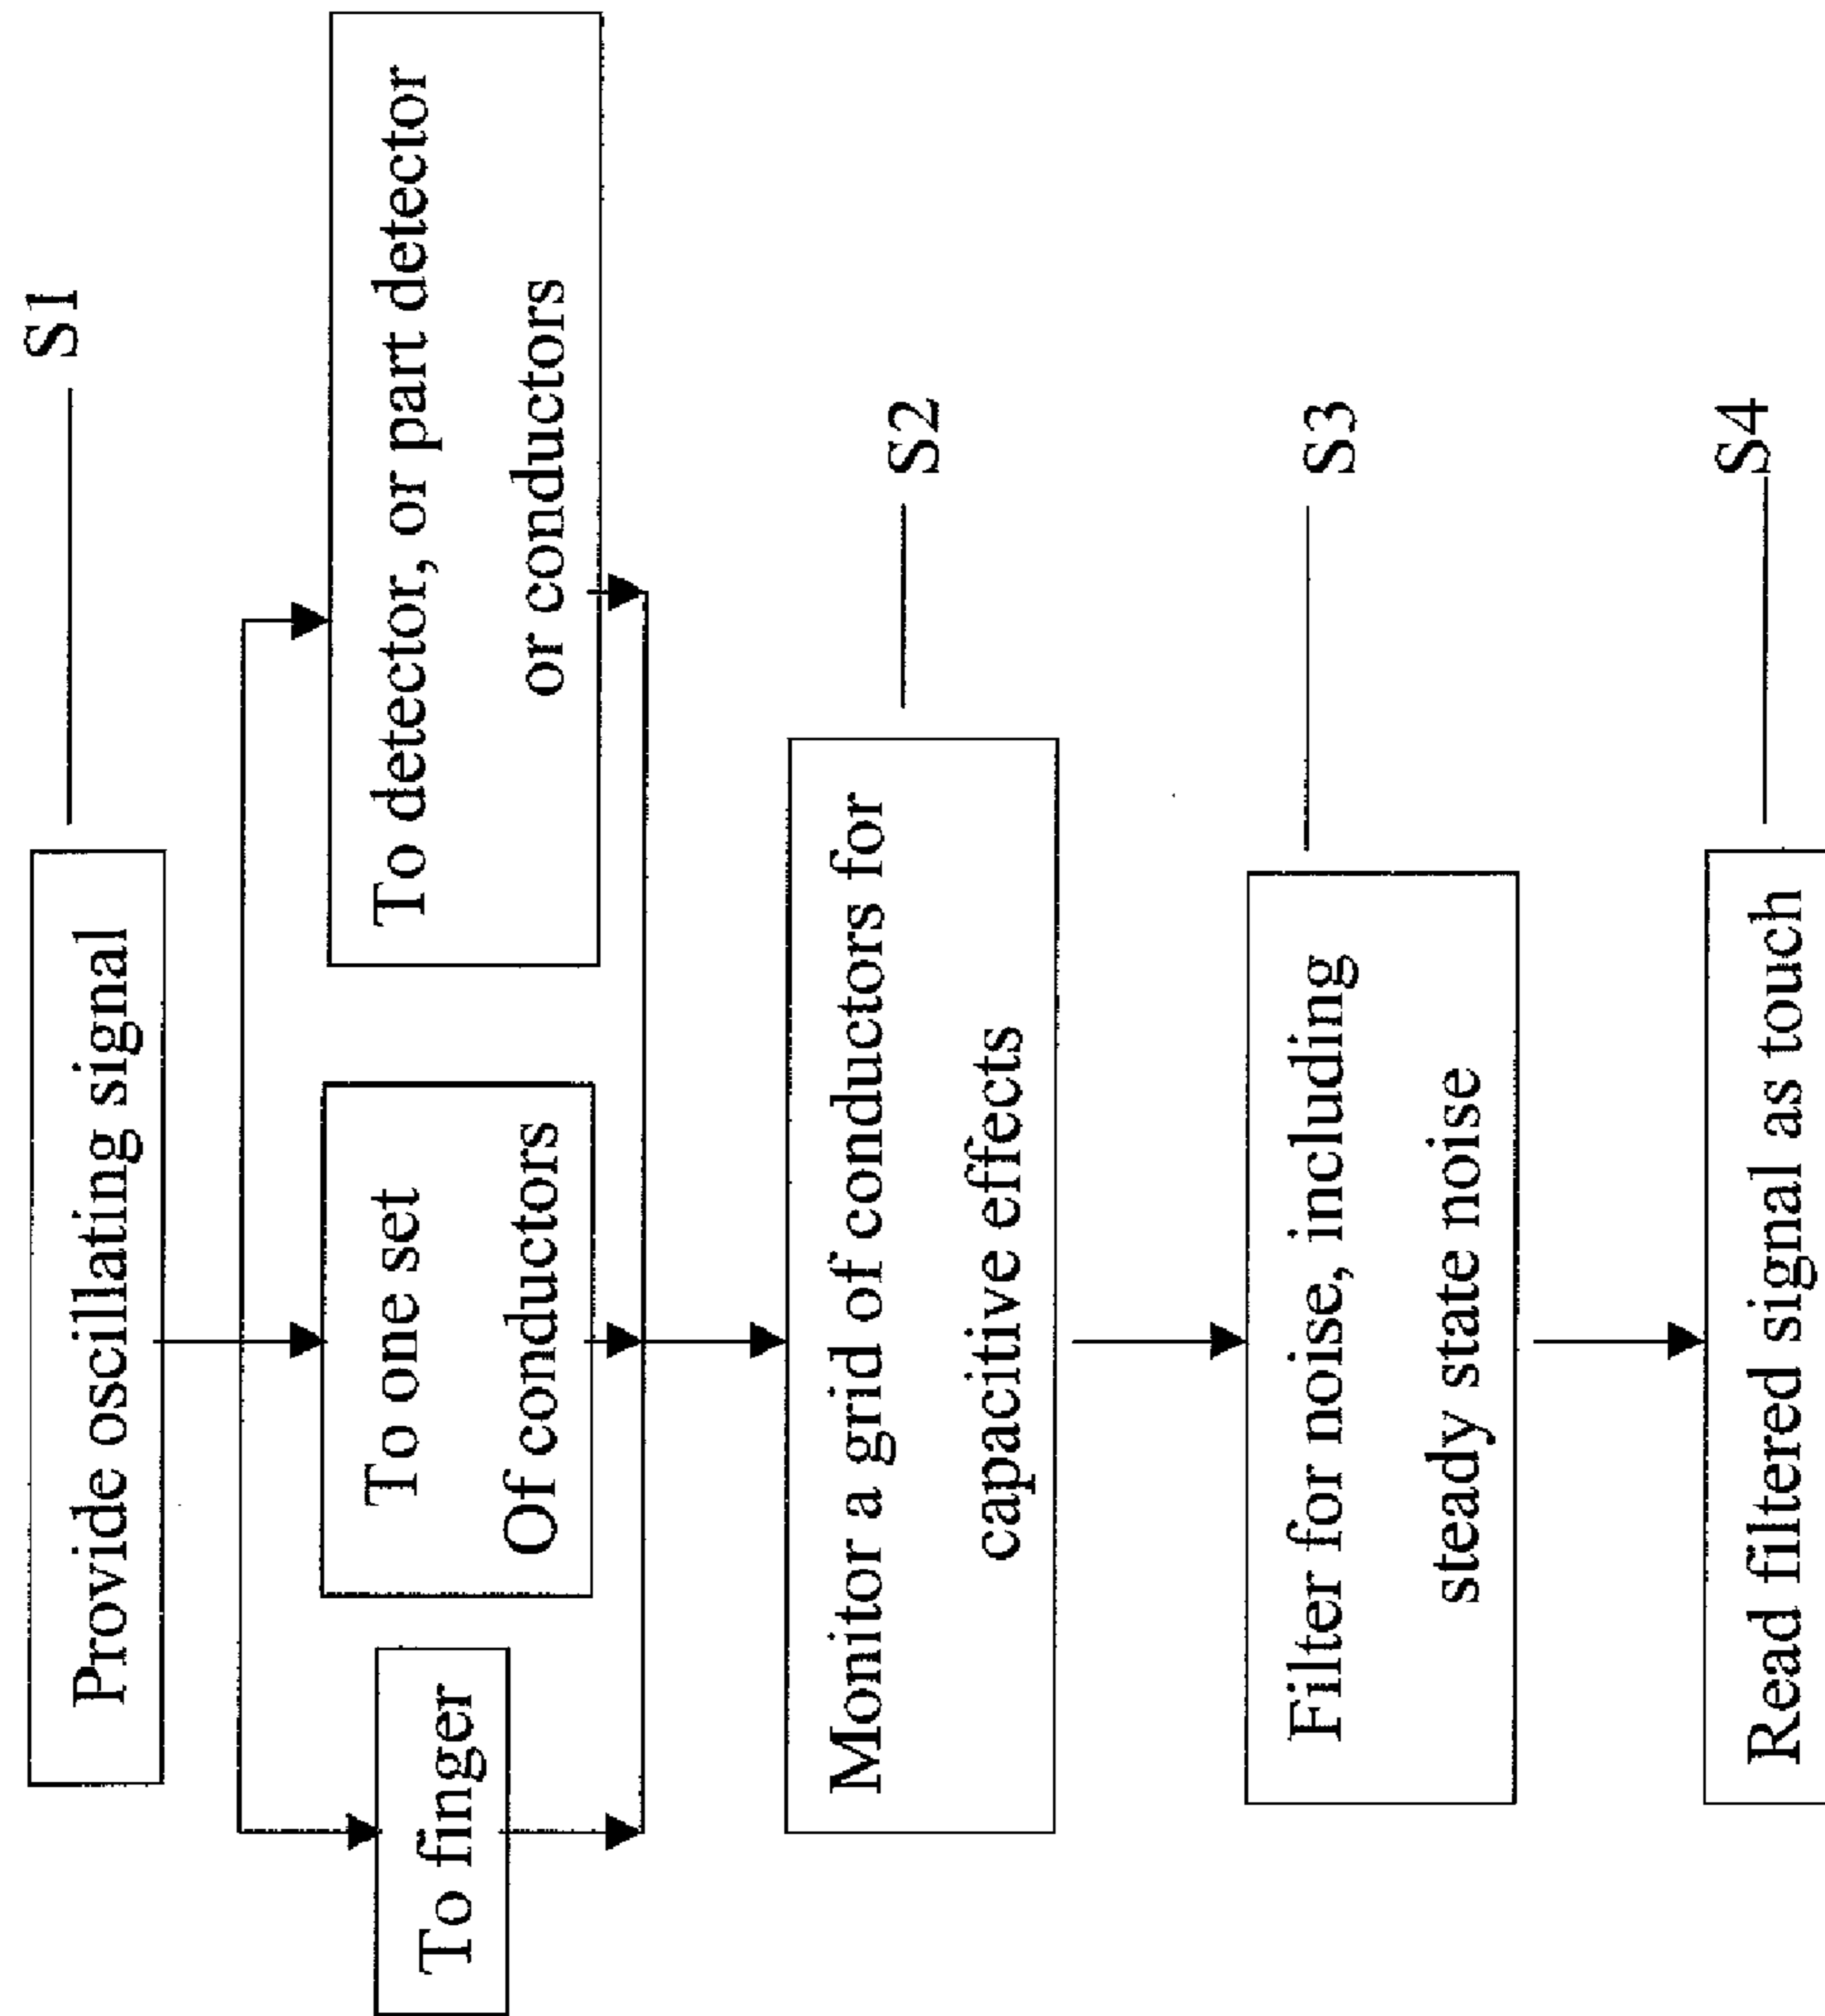 Provide oscillating signal
S1
To finger
To one set
Of conductors
To detector, or part detector
or conductors
Monitor a grid of conductors for
capacitive effects
S2
Filter for noise, including
steady state noise
S3
Read filtered signal as touch
S4